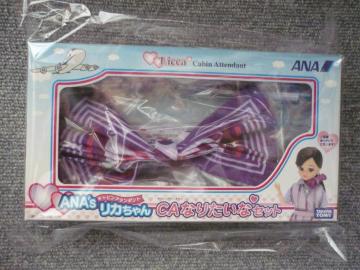 Licca Cabin Attendant
ANA
ANA's
キャビンアテンダント
リカちゃん
CAなりたいなセット
TAKARA TOMY